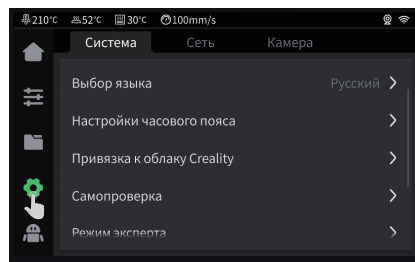 210°C 52°C 30°C 100mm/s
Система Сеть Камера
Выбор языка Русский
Настройки часового пояса
Привязка к облаку Creality
Самопроверка
Режим эксперта